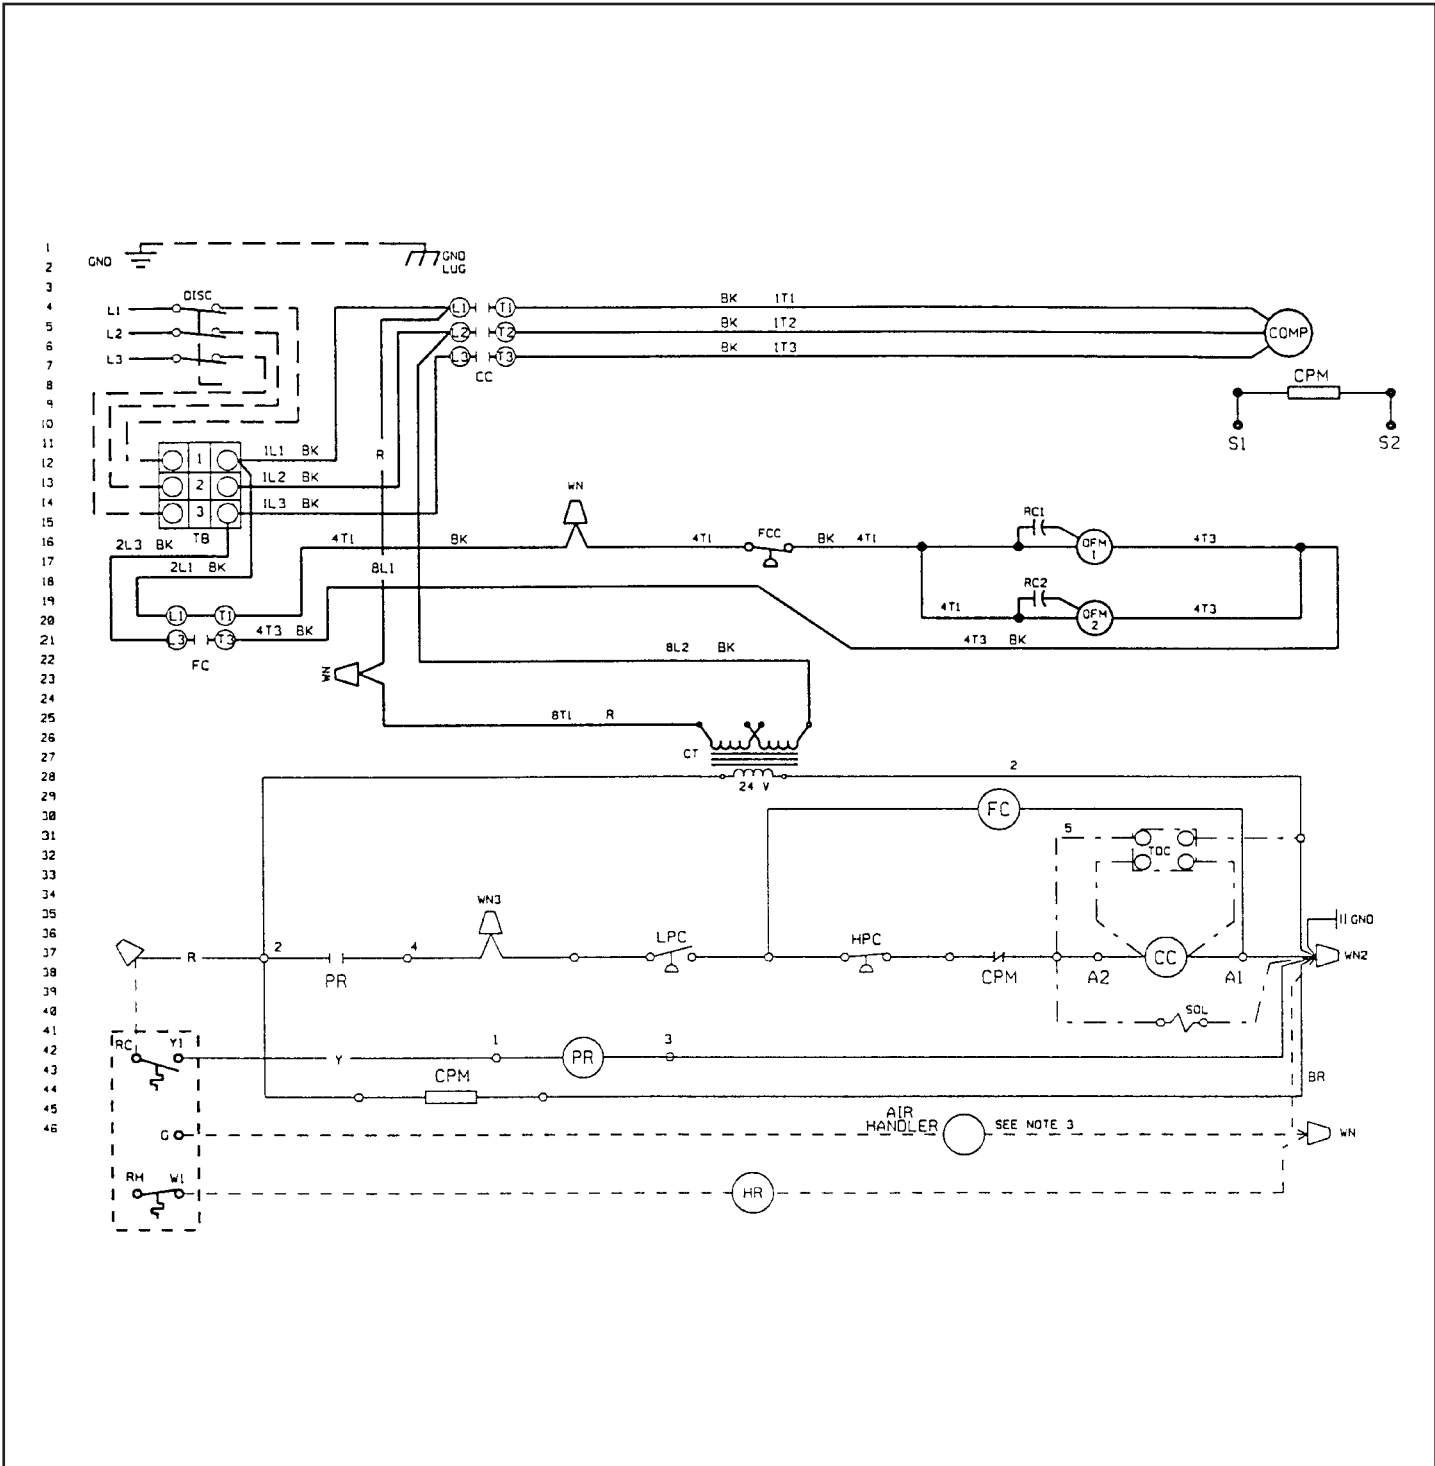 1
GND
GND
2
LUG
3
DISC
4
L1
L1
T1
BK 1T1
5
L2
L2
T2
BK 1T2
COMP
6
7
L3
L3
T3
BK 1T3
8
CC
CPM
9
10
11
S1
S2
12
1
1L1 BK
R
13
2
1L2 BK
14
3
1L3 BK
WN
15
TB
RC1
16
2L3 BK
4T1
BK
4T1
FCC
BK
4T1
OFM
1
4T3
17
2L1 BK
8L1
18
RC2
19
4T1
OFM
2
4T3
20
L1
T1
21
L3
T3
4T3 BK
4T3 BK
22
FC
8L2 BK
23
WN
24
25
8T1 R
26
27
CT
28
2
29
24 V
30
FC
31
5
32
TDC
33
34
WN3
35
36
GND
37
R
2
4
LPC
HPC
CC
WN2
38
PR
CPM
A2
A1
39
40
SOL
41
42
RC
Y1
Y
1
PR
3
43
CPM
BR
44
45
AIR
46
G
HANDLER
SEE NOTE 3
WN
RH
W1
HR